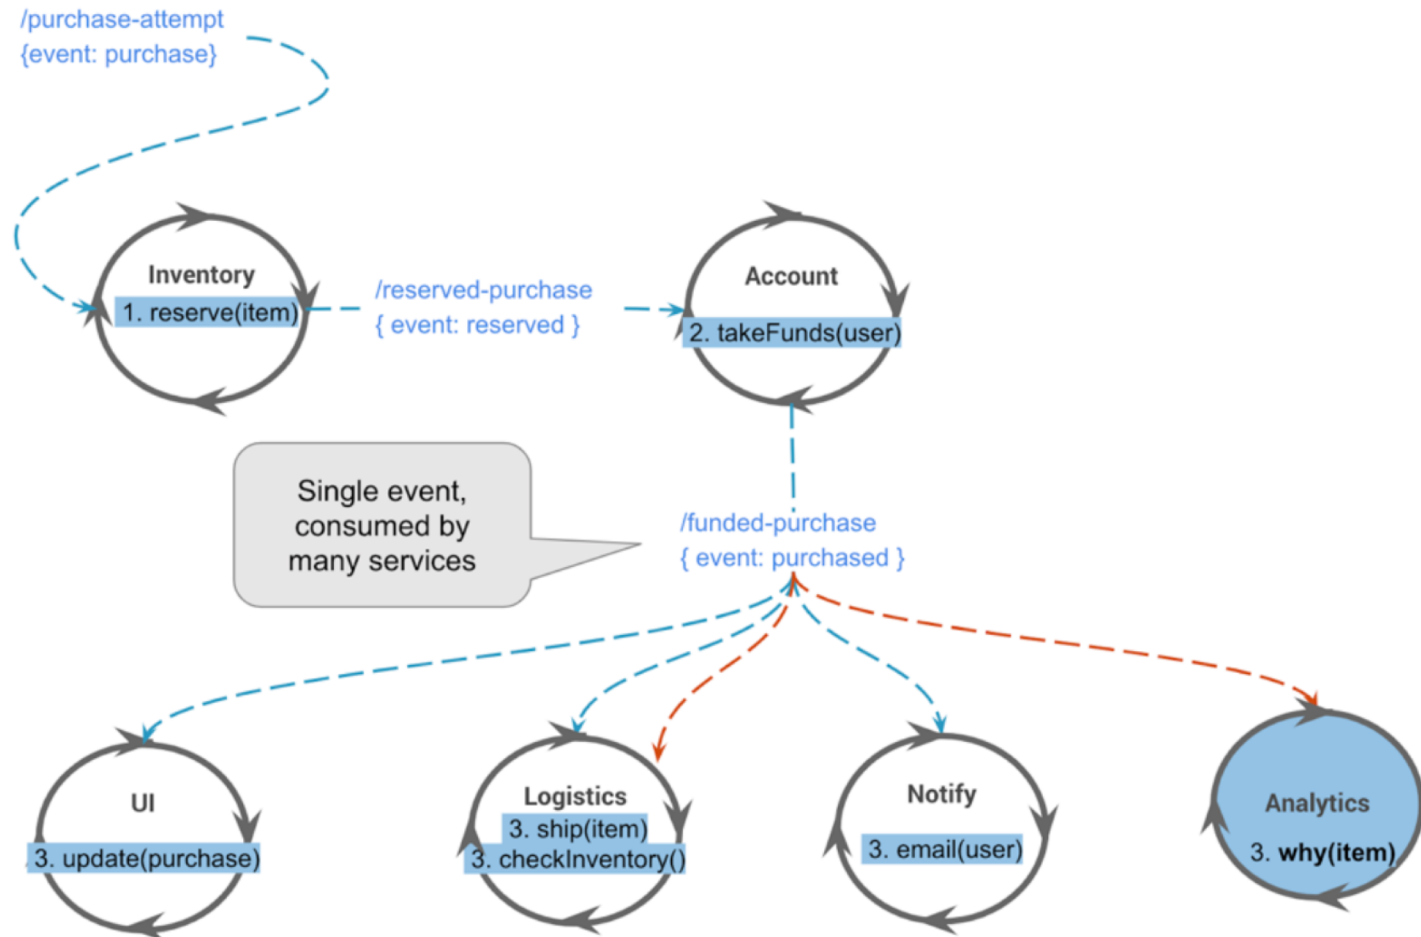 /purchase-attempt
{event: purchase}
Inventory
1. reserve(item)
/reserved-purchase
{ event: reserved }
Account
2. takeFunds(user)
Single event,
consumed by
many services
/funded-purchase
{ event: purchased }
UI
3. update(purchase)
Logistics
3. ship(item)
3. checkInventory()
Notify
3. email(user)
Analytics
3. why(item)